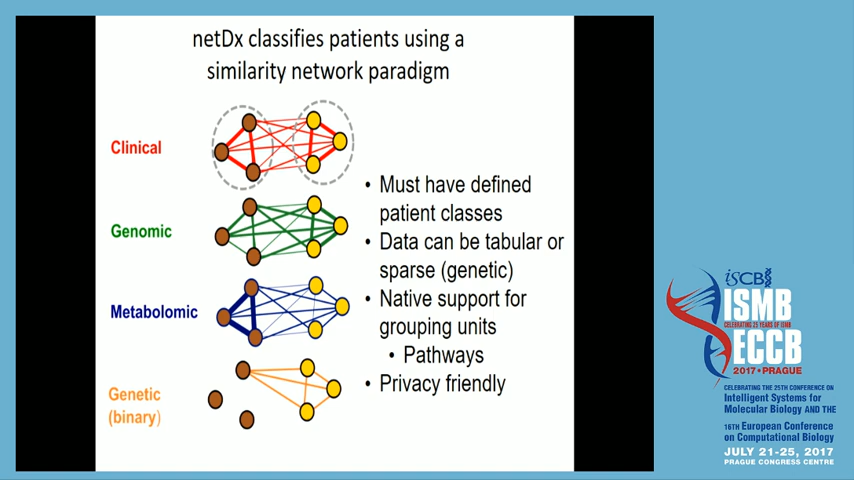 netDx classifies patients using a
similarity network paradigm
Clinical
Genomic
Metabolomic
Genetic
(binary)
• Must have defined
patient classes
• Data can be tabular or
sparse (genetic)
• Native support for
grouping units
• Pathways
• Privacy friendly
iSCB
ISMB
CELEBRATING 25 YEARS OF ISMB
ECCB
2017 • PRAGUE
CELEBRATING THE 25TH CONFERENCE ON
Intelligent Systems for
Molecular Biology AND THE
16TH European Conference
on Computational Biology
JULY 21-25, 2017
PRAGUE CONGRESS CENTRE